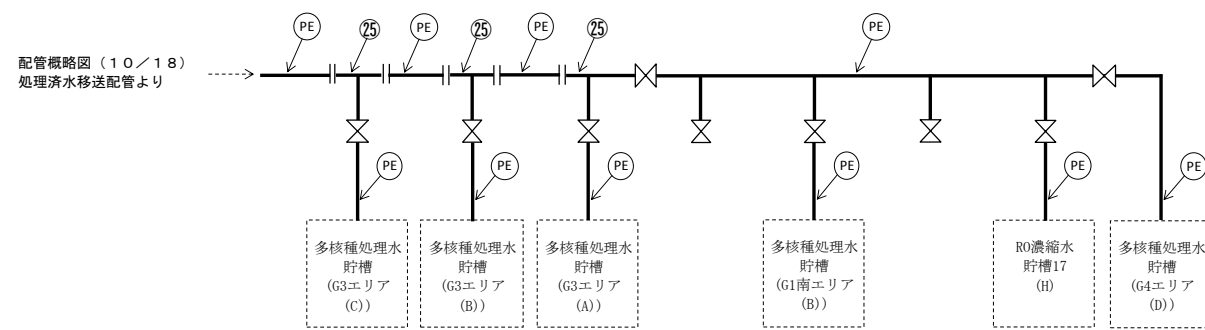 PE
㉕
PE
㉕
PE
㉕
PE
配管概略図(10/18)
処理済水移送配管より
PE
PE
PE
PE
PE
PE
多核種処理水
貯槽
(G3エリア
(C))
多核種処理水
貯槽
(G3エリア
(B))
多核種処理水
貯槽
(G3エリア
(A))
多核種処理水
貯槽
(G1南エリア
(B))
RO濃縮水
貯槽17
(H)
多核種処理水
貯槽
(G4エリア
(D))